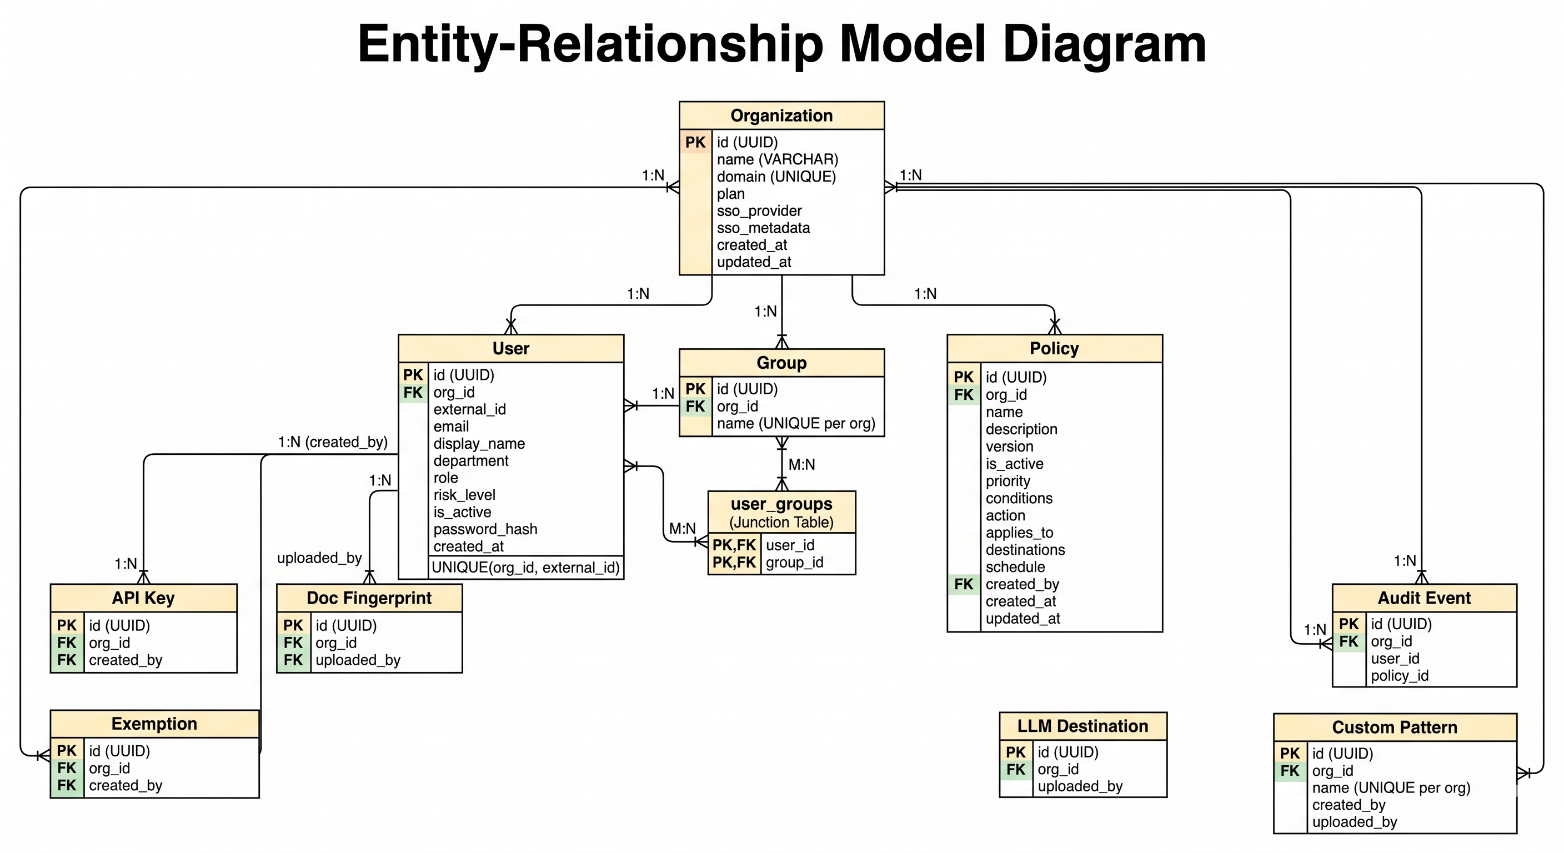 Entity-Relationship Model Diagram
Organization
PK id (UUID)
name (VARCHAR)
domain (UNIQUE)
plan
sso_provider
sso_metadata
created_at
updated_at
1:N
1:N
1:N
1:N
1:N
User
PK id (UUID)
FK org_id
external_id
email
display_name
department
role
risk_level
is_active
password_hash
created_at
UNIQUE(org_id, external_id)
1:N
Group
PK id (UUID)
FK org_id
name (UNIQUE per org)
M:N
M:N
user_groups
(Junction Table)
PK,FK user_id
PK,FK group_id
Policy
PK id (UUID)
FK org_id
name
description
version
is_active
priority
conditions
action
applies_to
destinations
schedule
FK created_by
created_at
updated_at
1:N (created_by)
1:N
1:N
uploaded_by
API Key
PK id (UUID)
FK org_id
FK created_by
Doc Fingerprint
PK id (UUID)
FK org_id
FK uploaded_by
1:N
1:N
Audit Event
PK id (UUID)
FK org_id
user_id
policy_id
Exemption
PK id (UUID)
FK org_id
FK created_by
LLM Destination
PK id (UUID)
FK org_id
uploaded_by
Custom Pattern
PK id (UUID)
FK org_id
name (UNIQUE per org)
created_by
uploaded_by